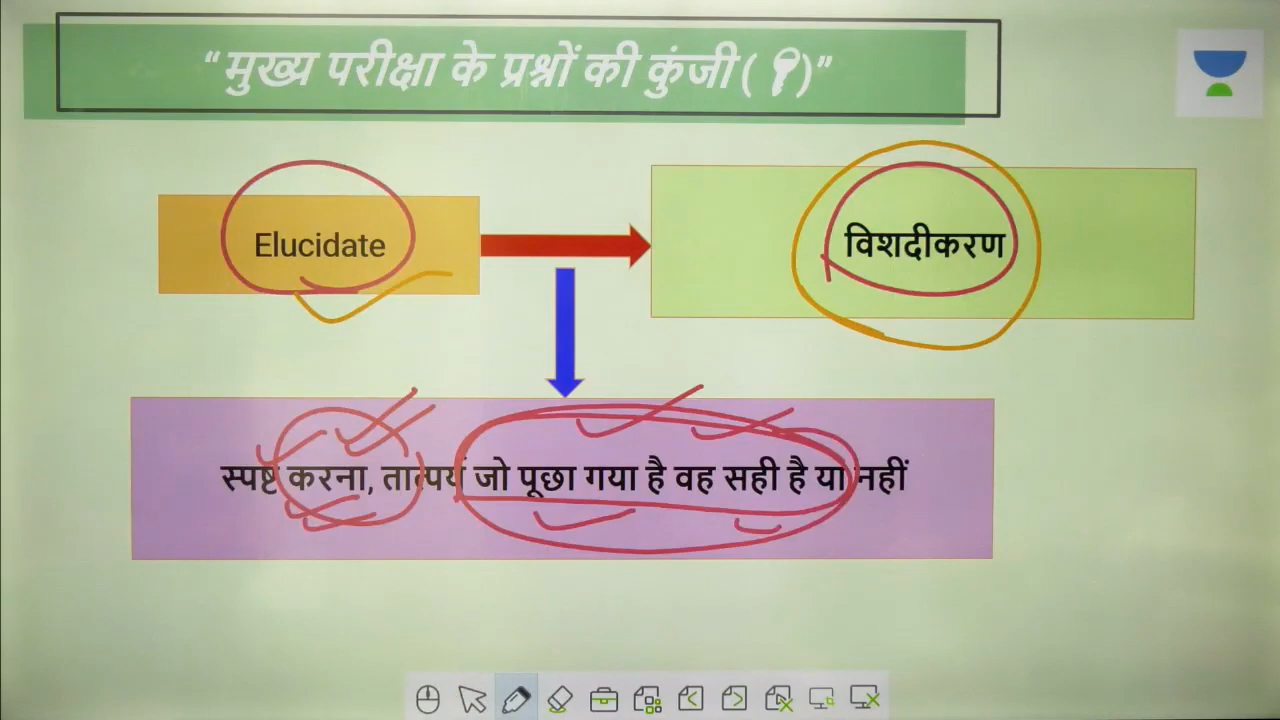 “मुख्य परीक्षा के प्रश्नों की कुंजी( )”
Elucidate
विशदीकरण
स्पष्ट करना, तात्पर्य जो पूछा गया है वह सही है या नहीं